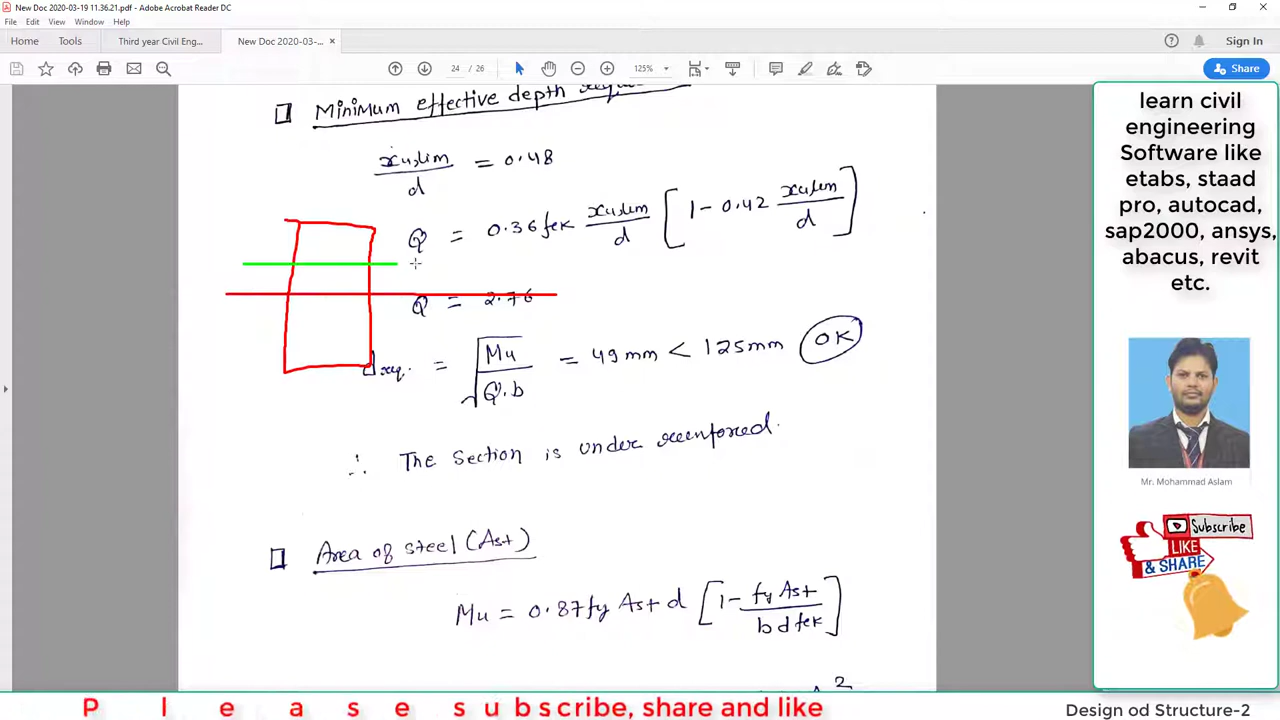 New Doc 2020-03-19 11.36.21.pdf - Adobe Acrobat Reader DC
File Edit View Window Help
Home Tools Third year Civil Eng... New Doc 2020-03-... × Sign In
24 / 26 125% Share
Minimum effective depth
xu,lim/d = 0.48
Q = 0.36 fck xu,lim/d [1 - 0.42 xu,lim/d]
Q = 2.76
dreq. = √(Mu/Q.b) = 49 mm < 125mm OK
∴ The section is under reenforced.
Area of steel (Ast)
Mu = 0.87 fy Ast d [1 - fy Ast/b d fck]
2
learn civil
engineering
Software like
etabs, staad
pro, autocad,
sap2000, ansys,
abacus, revit
etc.
Mr. Mohammad Aslam
Subscribe
LIKE
& SHARE
Please subscribe, share and like
Design od Structure-2